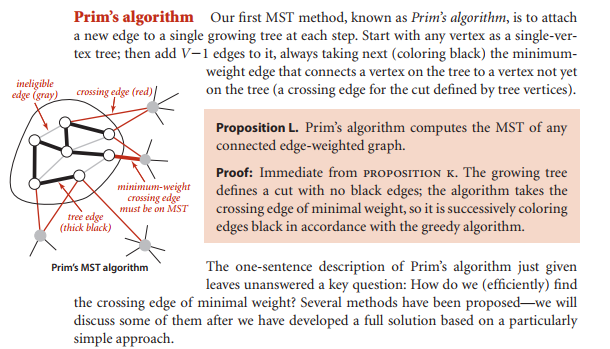 Prim's algorithm Our first MST method, known as Prim's algorithm, is to attach
a new edge to a single growing tree at each step. Start with any vertex as a single-ver-
tex tree; then add V−1 edges to it, always taking next (coloring black) the minimum-
weight edge that connects a vertex on the tree to a vertex not yet
on the tree (a crossing edge for the cut defined by tree vertices).
ineligible
edge (gray)
crossing edge (red)
minimum-weight
crossing edge
must be on MST
tree edge
(thick black)
Prim's MST algorithm
Proposition L. Prim's algorithm computes the MST of any
connected edge-weighted graph.
Proof: Immediate from PROPOSITION K. The growing tree
defines a cut with no black edges; the algorithm takes the
crossing edge of minimal weight, so it is successively coloring
edges black in accordance with the greedy algorithm.
The one-sentence description of Prim's algorithm just given
leaves unanswered a key question: How do we (efficiently) find
the crossing edge of minimal weight? Several methods have been proposed—we will
discuss some of them after we have developed a full solution based on a particularly
simple approach.